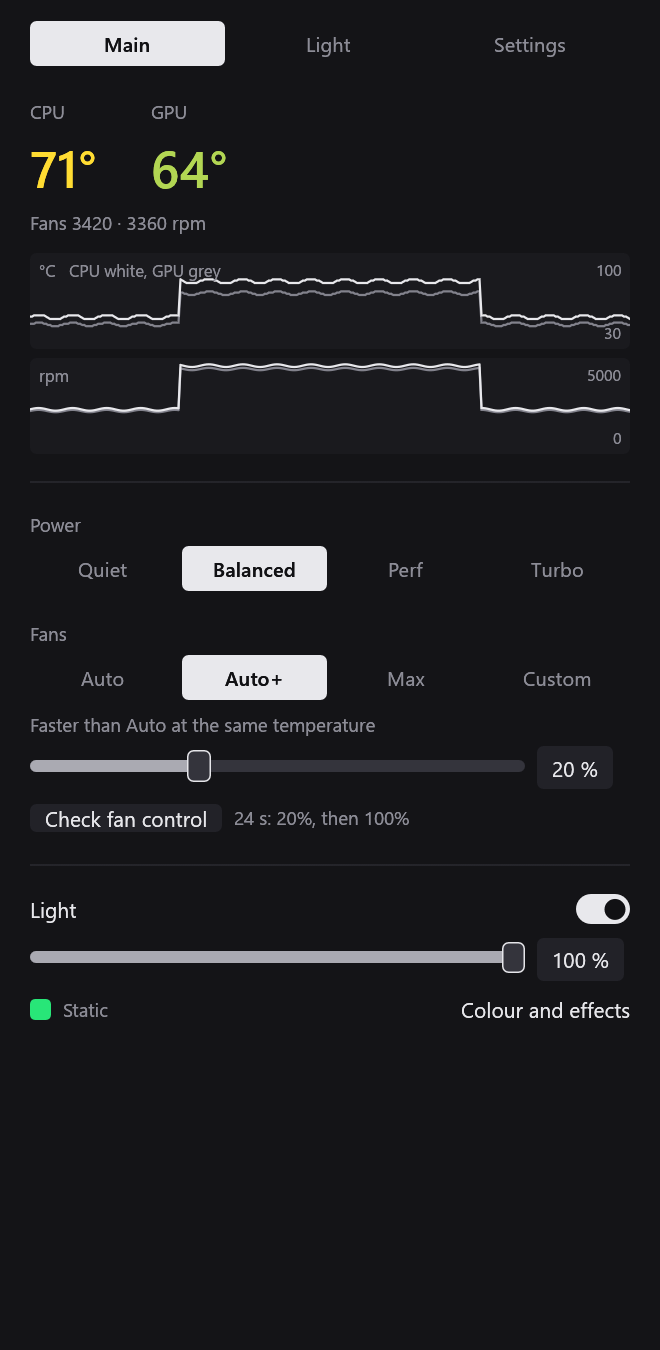 Main Light Settings
CPU GPU
71° 64°
Fans 3420 · 3360 rpm
°C CPU white, GPU grey 100
30
rpm 5000
0
Power
Quiet Balanced Perf Turbo
Fans
Auto Auto+ Max Custom
Faster than Auto at the same temperature
20 %
Check fan control 24 s: 20%, then 100%
Light
100 %
Static Colour and effects